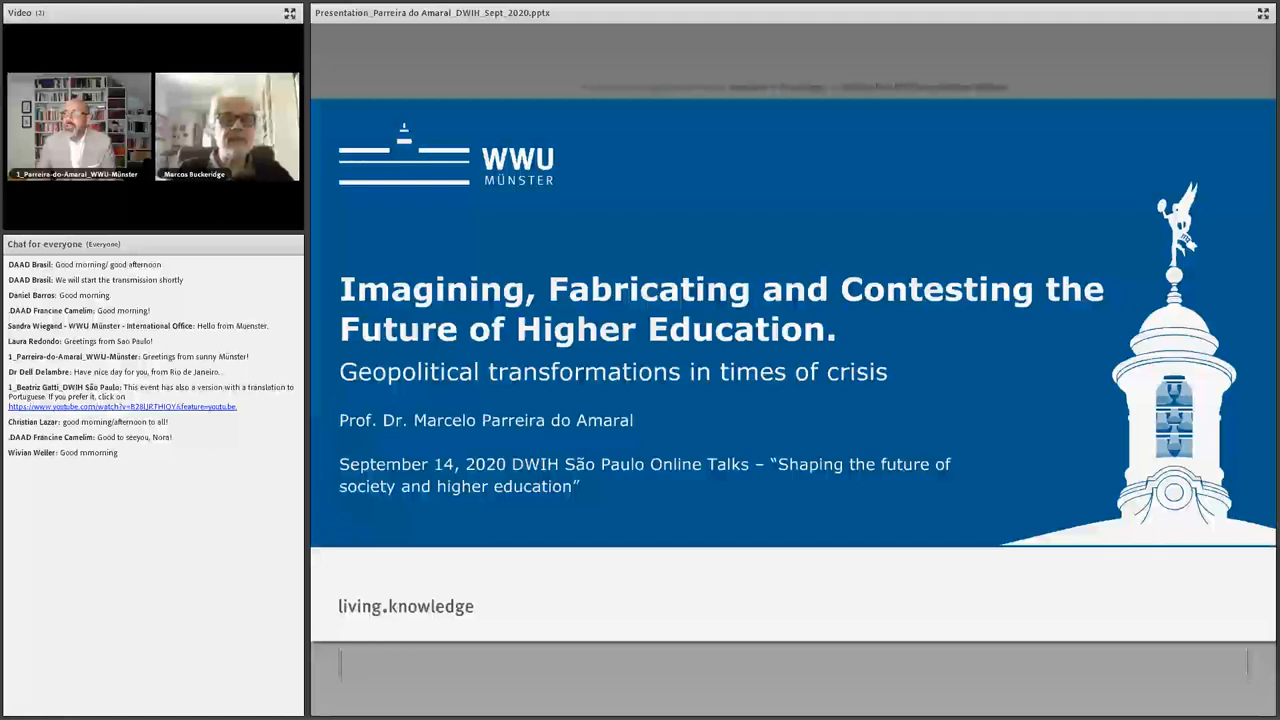 Video (2)
1_Parreira-do-Amaral_WWU-Münster
Marcos Buckeridge
Chat for everyone (Everyone)
DAAD Brasil: Good morning/ good afternoon
DAAD Brasil: We will start the transmission shortly
Daniel Barros: Good morning
.DAAD Francine Camelim: Good morning!
Sandra Wiegand - WWU Münster - International Office: Hello from Muenster.
Laura Redondo: Greetings from Sao Paulo!
1_Parreira-do-Amaral_WWU-Münster: Greetings from sunny Münster!
Dr Dell Delambre: Have nice day for you, from Rio de Janeiro...
1_Beatriz Gatti_DWIH São Paulo: This event has also a version with a translation to
Portuguese. If you prefer it, click on
Christian Lazar: good morning/afternoon to all!
.DAAD Francine Camelim: Good to seeyou, Nora!
Wivian Weller: Good mmorning
Presentation_Parreira do Amaral_DWIH_Sept_2020.pptx
WWU
MÜNSTER
Imagining, Fabricating and Contesting the
Future of Higher Education.
Geopolitical transformations in times of crisis
Prof. Dr. Marcelo Parreira do Amaral
September 14, 2020 DWIH São Paulo Online Talks – “Shaping the future of
society and higher education”
living.knowledge